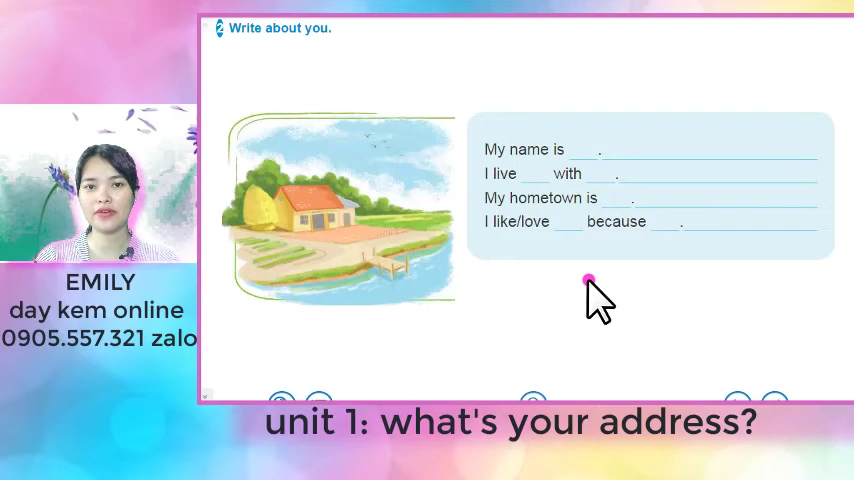 2 Write about you.
My name is ___.
I live ___ with ___.
My hometown is ___.
I like/love ___ because ___.
EMILY
day kem online
0905.557.321 zalo
unit 1: what's your address?